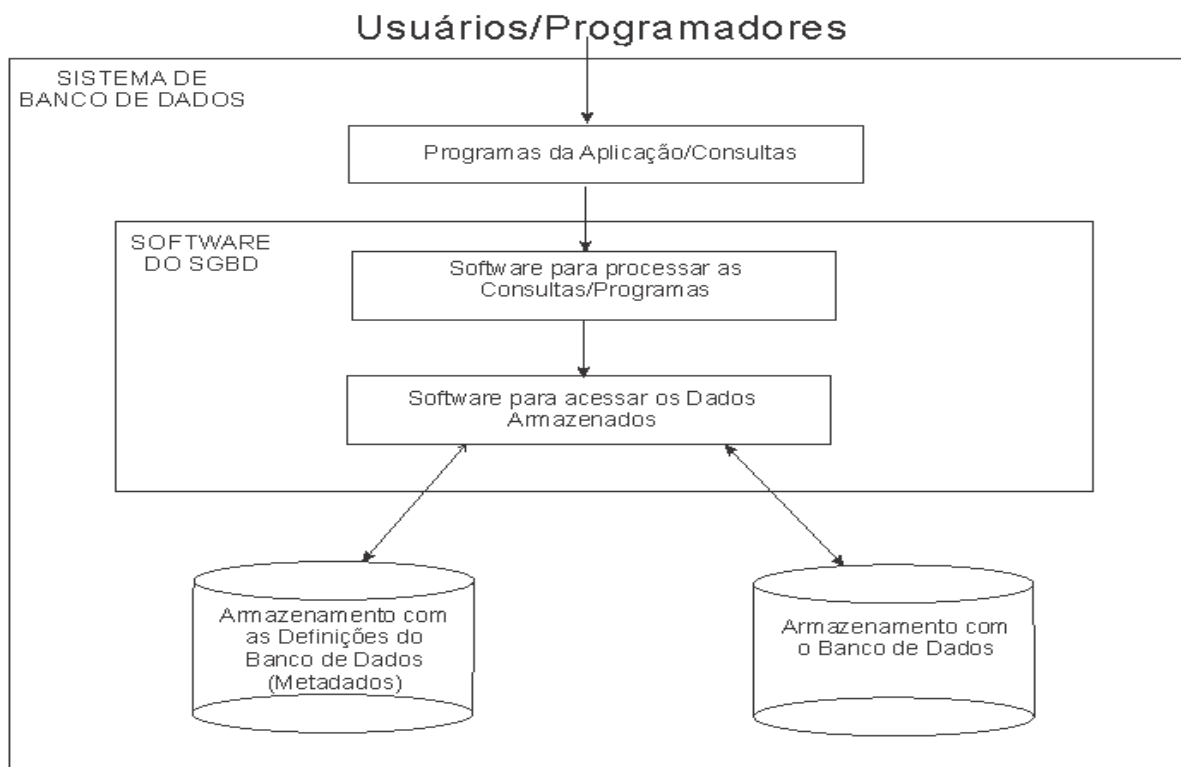 Usuários/Programadores
SISTEMA DE
BANCO DE DADOS
Programas da Aplicação/Consultas
SOFTWARE
DO SGBD
Software para processar as
Consultas/Programas
Software para acessar os Dados
Armazenados
Armazenamento com
as Definições do
Banco de Dados
(Metadados)
Armazenamento com
o Banco de Dados